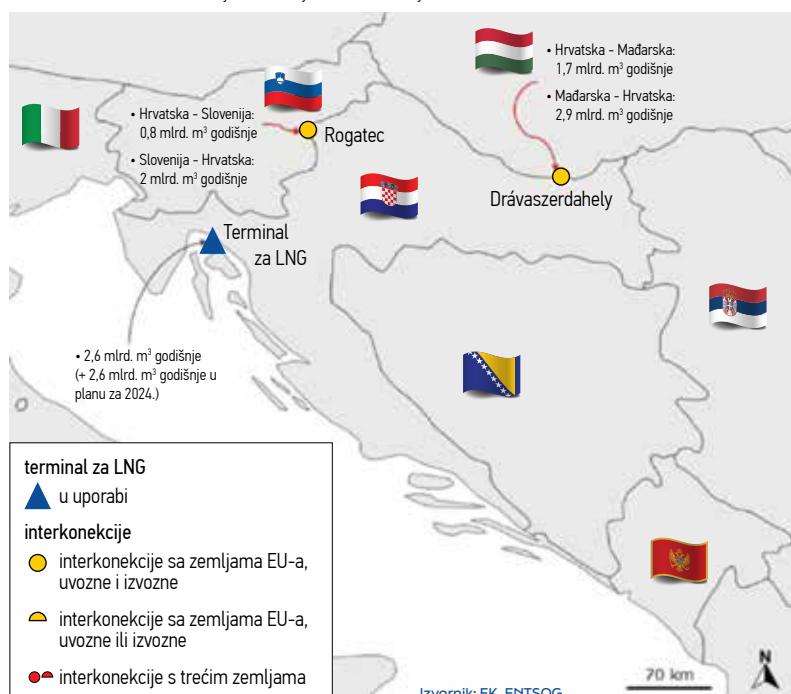 • Hrvatska - Mađarska:
1,7 mlrd. m³ godišnje
• Mađarska - Hrvatska:
2,9 mlrd. m³ godišnje
• Hrvatska - Slovenija:
0,8 mlrd. m³ godišnje
• Slovenija - Hrvatska:
2 mlrd. m³ godišnje
Rogatec
Drávaszerdahely
Terminal
za LNG
• 2,6 mlrd. m³ godišnje
(+ 2,6 mlrd. m³ godišnje u
planu za 2024.)
terminal za LNG
u uporabi
interkonekcije
interkonekcije sa zemljama EU-a,
uvozne i izvozne
interkonekcije sa zemljama EU-a,
uvozne ili izvozne
interkonekcije s trećim zemljama
N
70 km
Izvornik: EK, ENTSOG